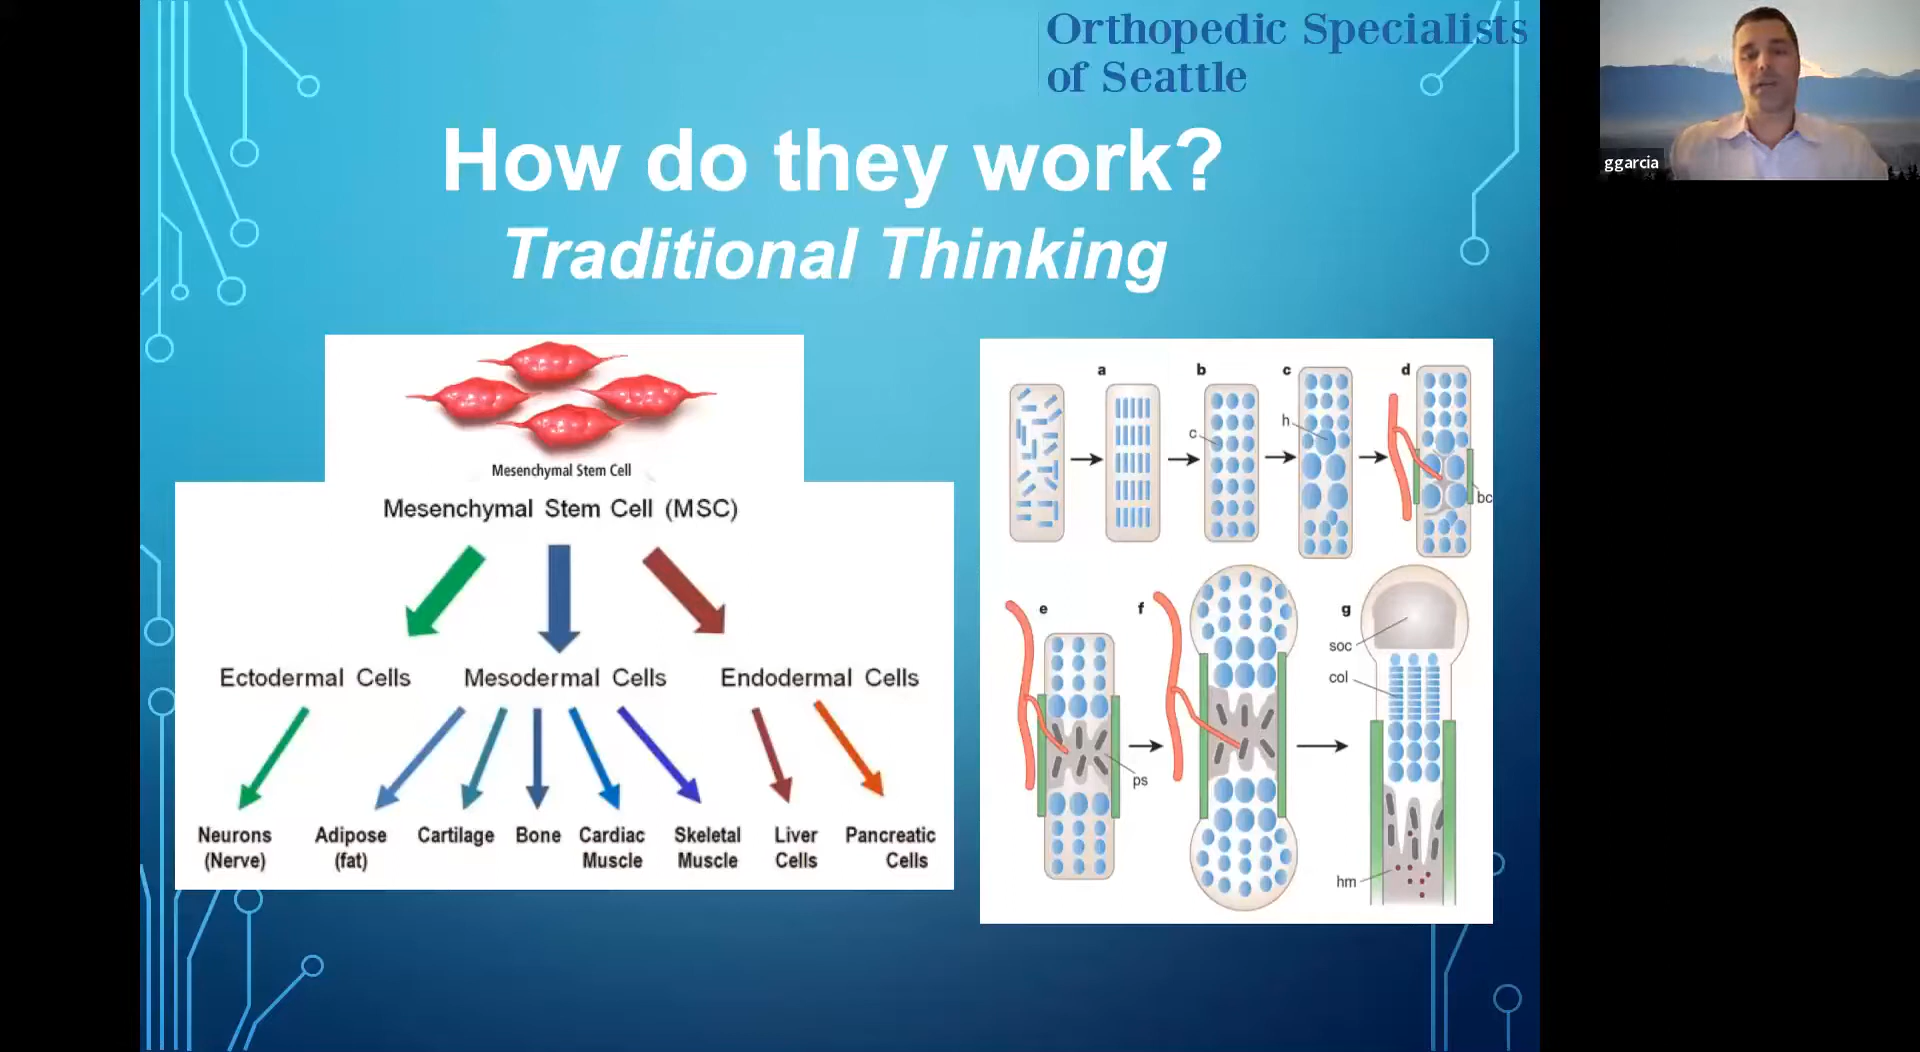 Orthopedic Specialists
of Seattle
How do they work?
Traditional Thinking
Mesenchymal Stem Cell
Mesenchymal Stem Cell (MSC)
Ectodermal Cells
Mesodermal Cells
Endodermal Cells
Neurons
(Nerve)
Adipose
(fat)
Cartilage
Bone
Cardiac
Muscle
Skeletal
Muscle
Liver
Cells
Pancreatic
Cells
a
b
c
d
c
h
bc
e
f
g
ps
soc
col
hm
ggarcia